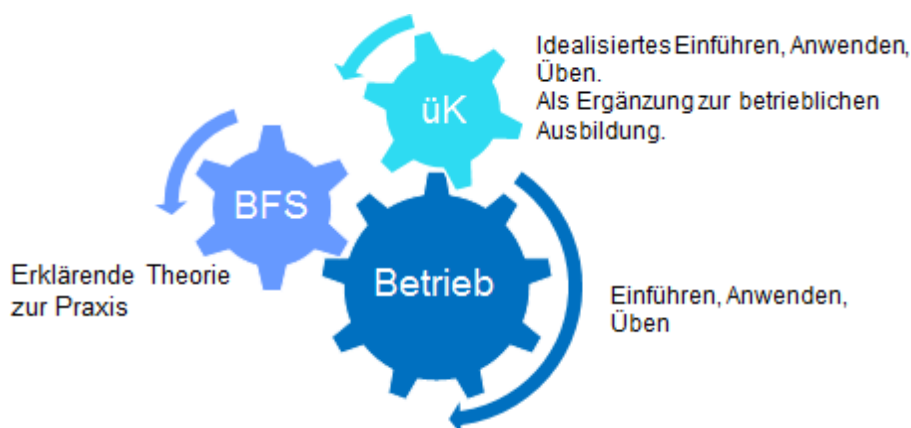 Idealisiertes Einführen, Anwenden,
Üben.
Als Ergänzung zur betrieblichen
Ausbildung.
üK
BFS
Betrieb
Erklärende Theorie
zur Praxis
Einführen, Anwenden,
Üben